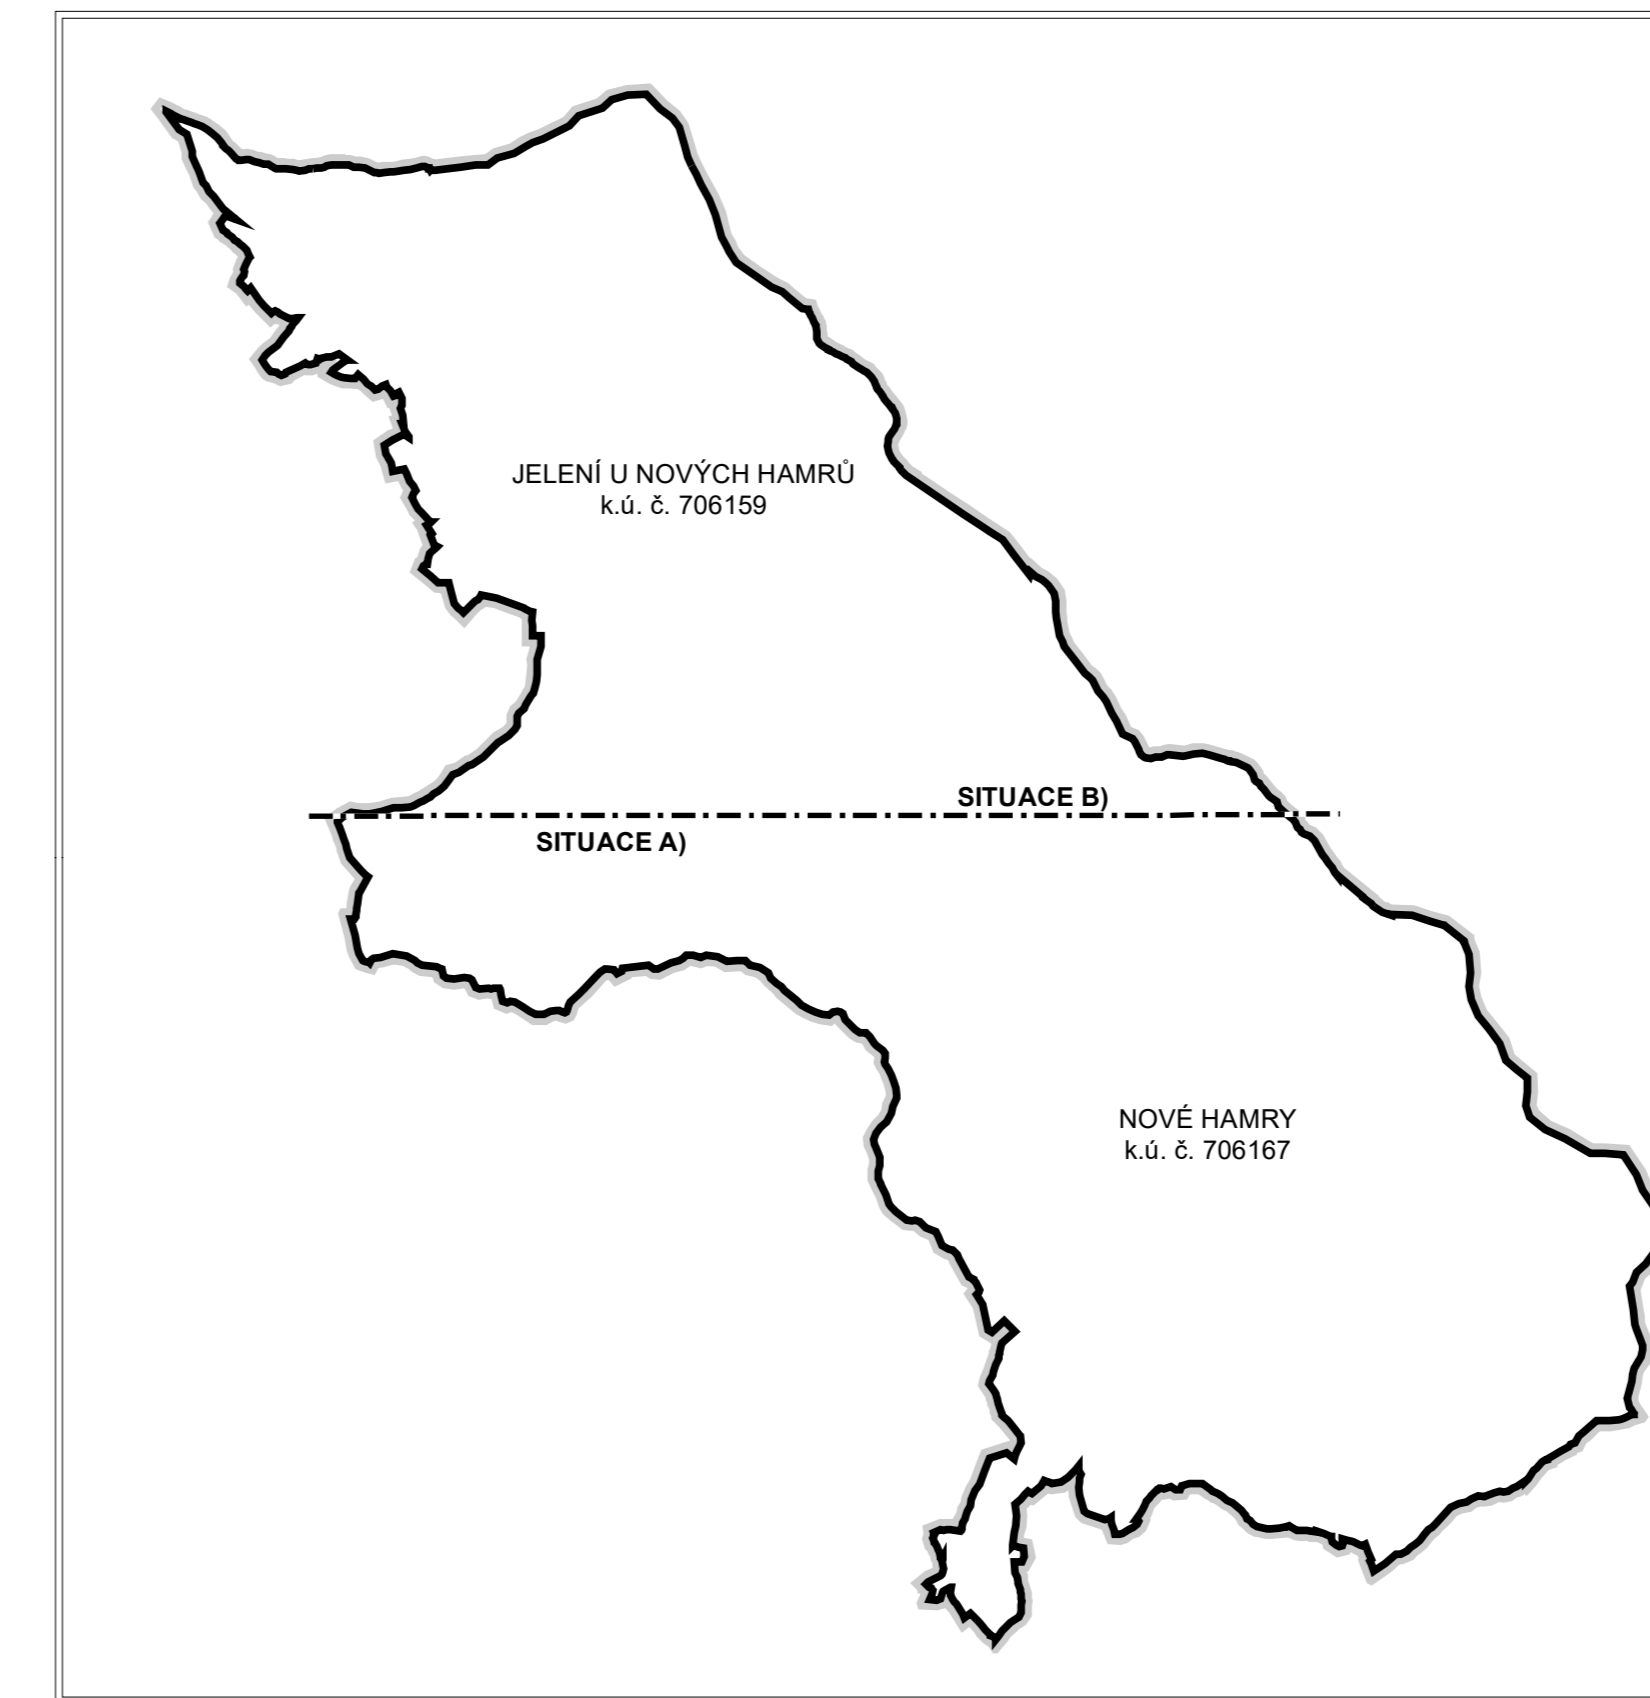 JELENÍ U NOVÝCH HAMRŮ
k.ú. č. 706159
SITUACE B)
SITUACE A)
NOVÉ HAMRY
k.ú. č. 706167